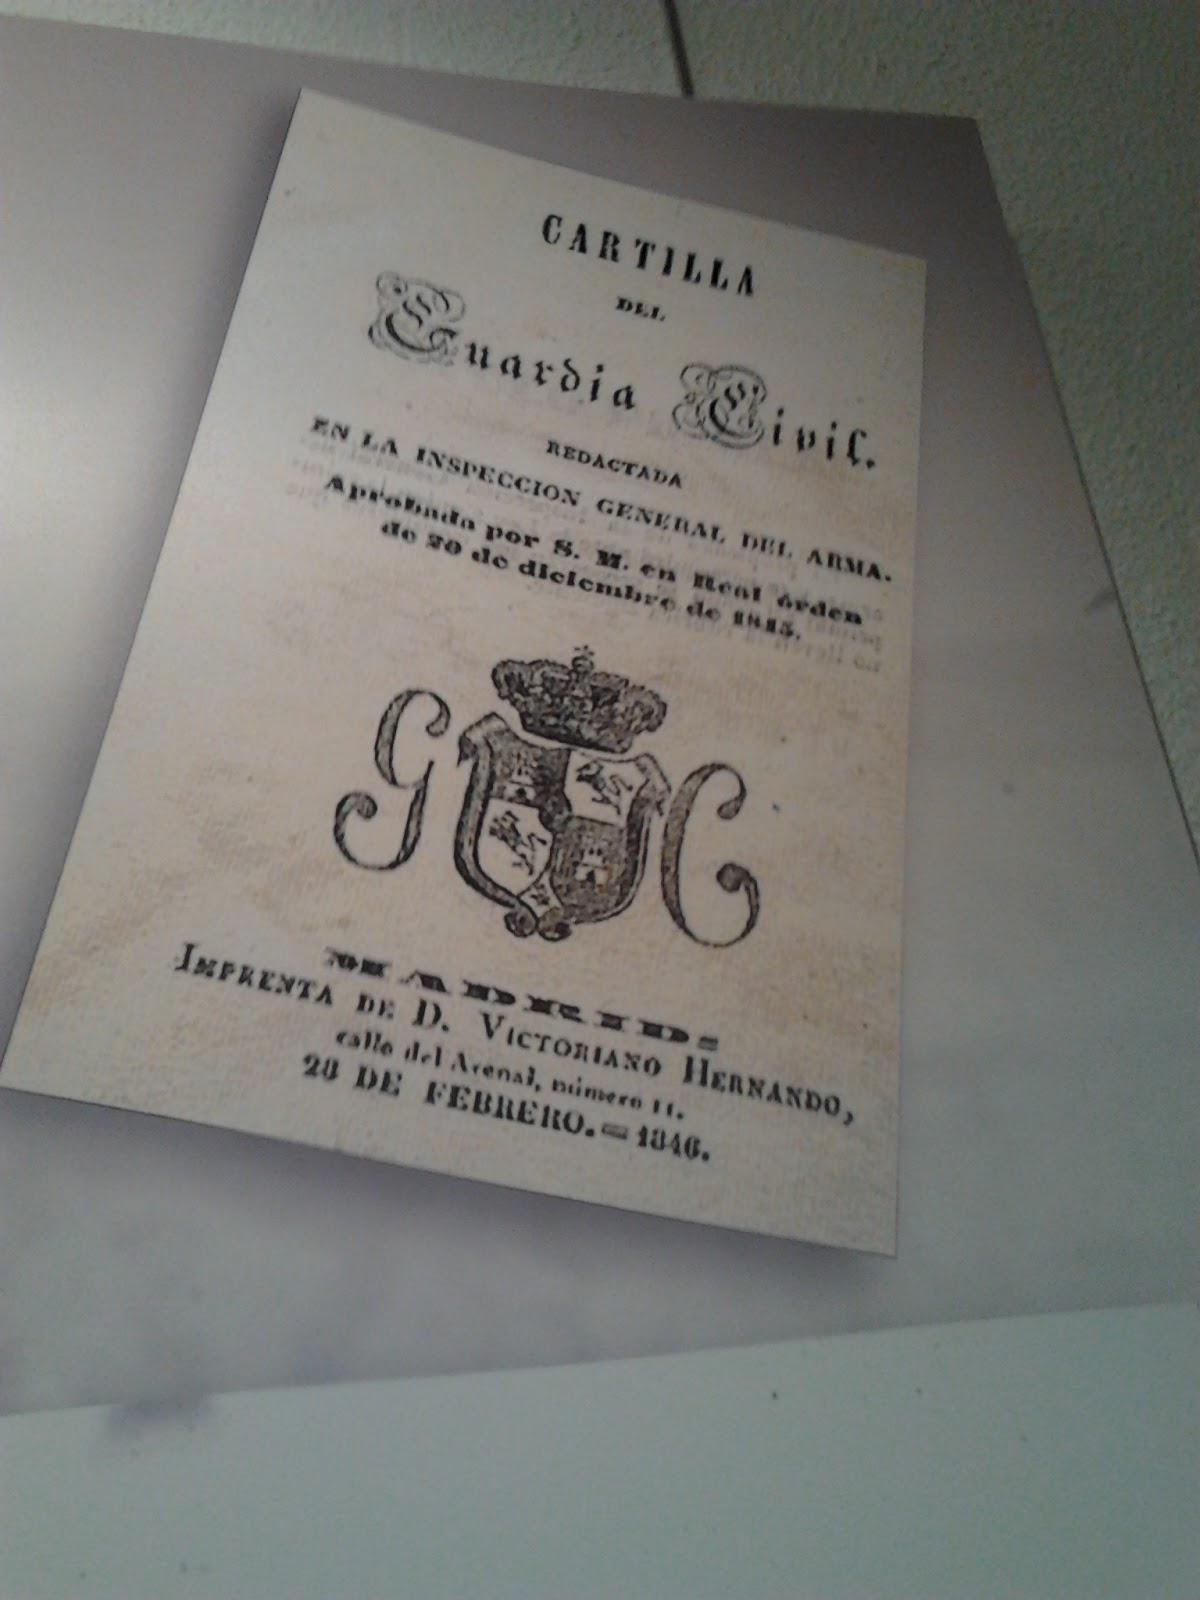 CARTILLA
DEL
Guardia Civil.
REDACTADA
EN LA INSPECCION GENERAL DEL ARMA.
Aprobada por S. M. en Real órden
de 20 de diciembre de 1845.
G C
MADRID:
IMPRENTA DE D. VICTORIANO HERNANDO,
calle del Arenal, número 11.
28 DE FEBRERO.=1846.